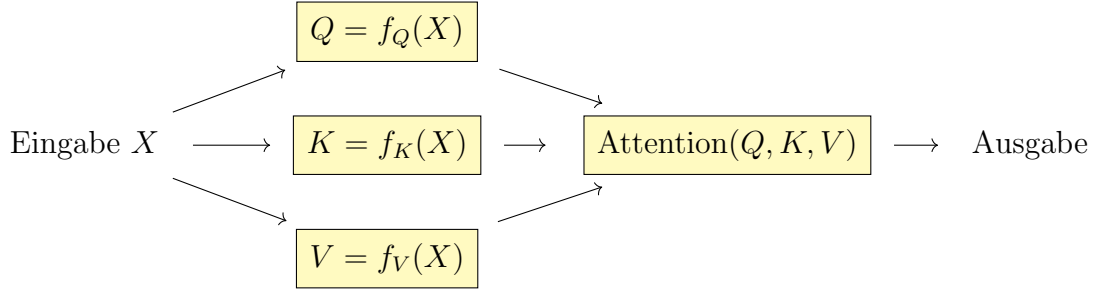 Q = f_Q(X)
Eingabe X
K = f_K(X)
Attention(Q, K, V)
Ausgabe
V = f_V(X)